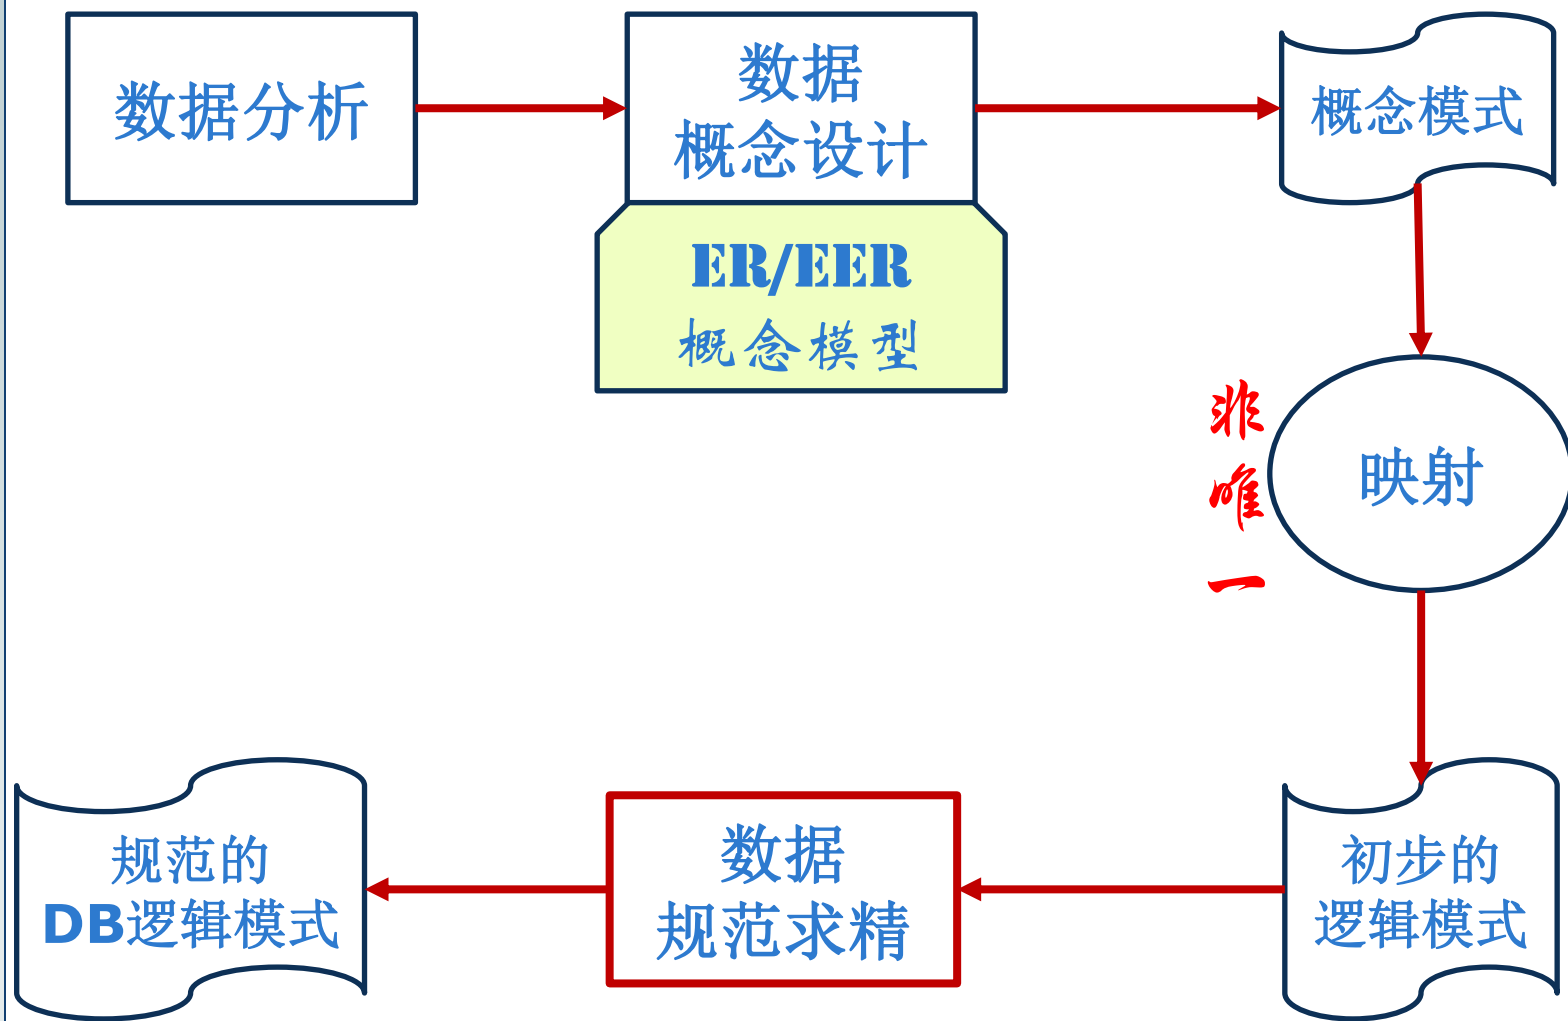 数据分析
数据
概念设计
概念模式
ER/EER
概念模型
非
唯
一
映射
规范的
DB逻辑模式
数据
规范求精
初步的
逻辑模式